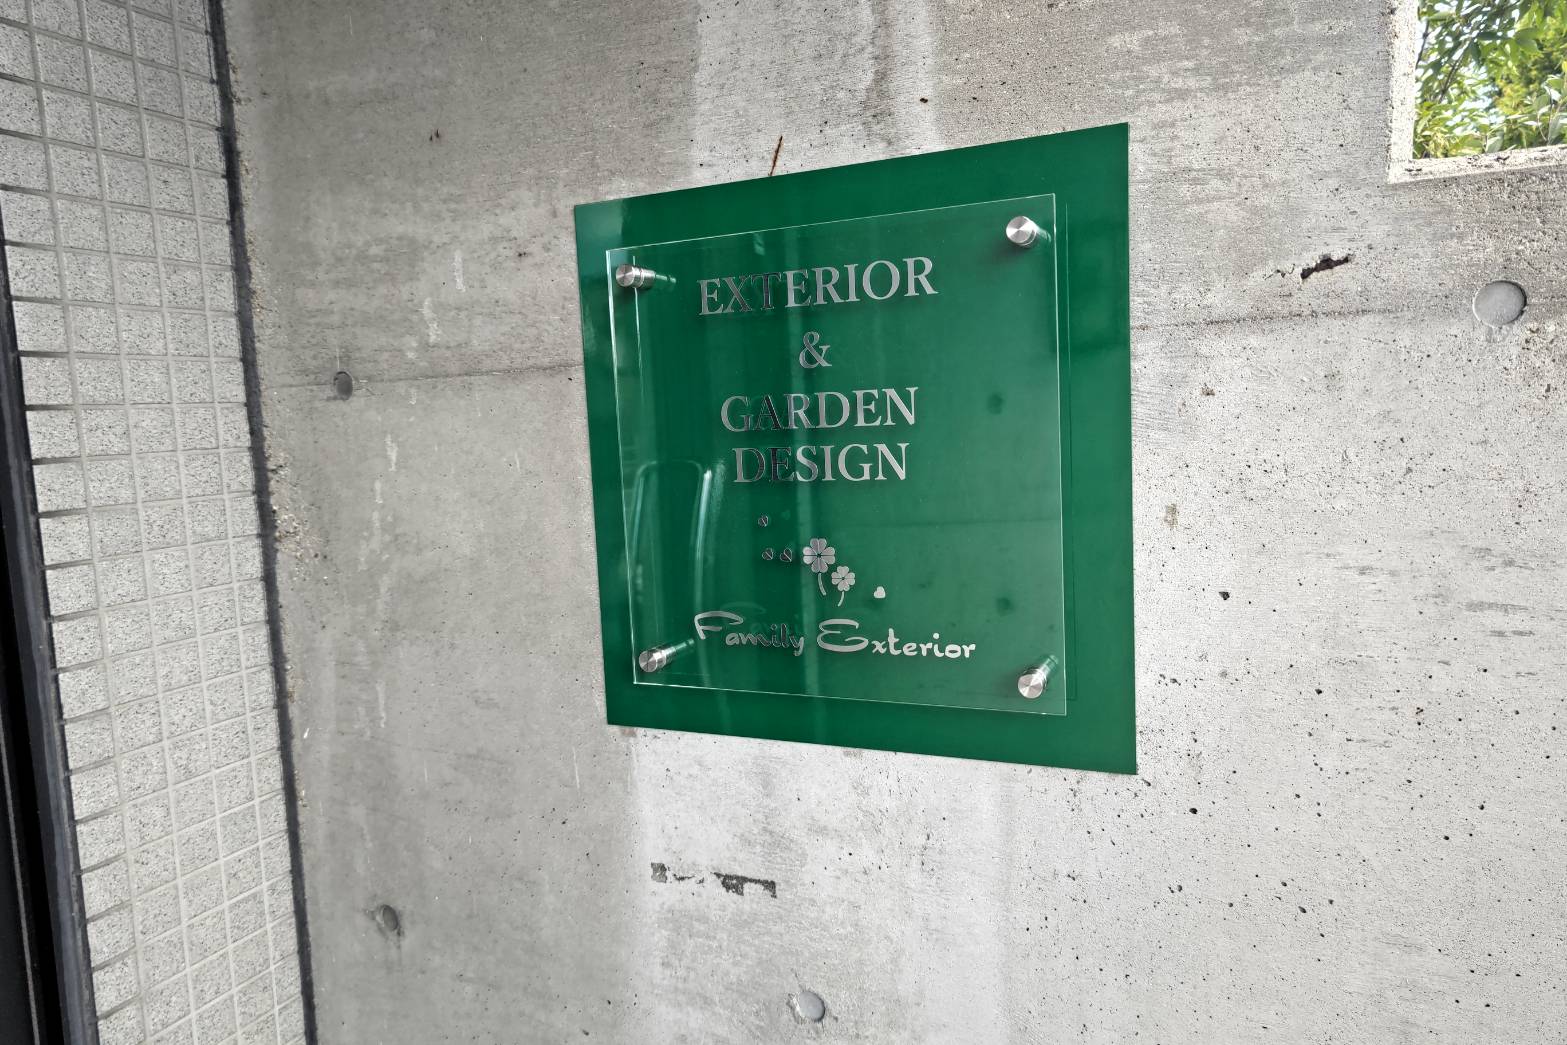 EXTERIOR
&
GARDEN
DESIGN
Family Exterior